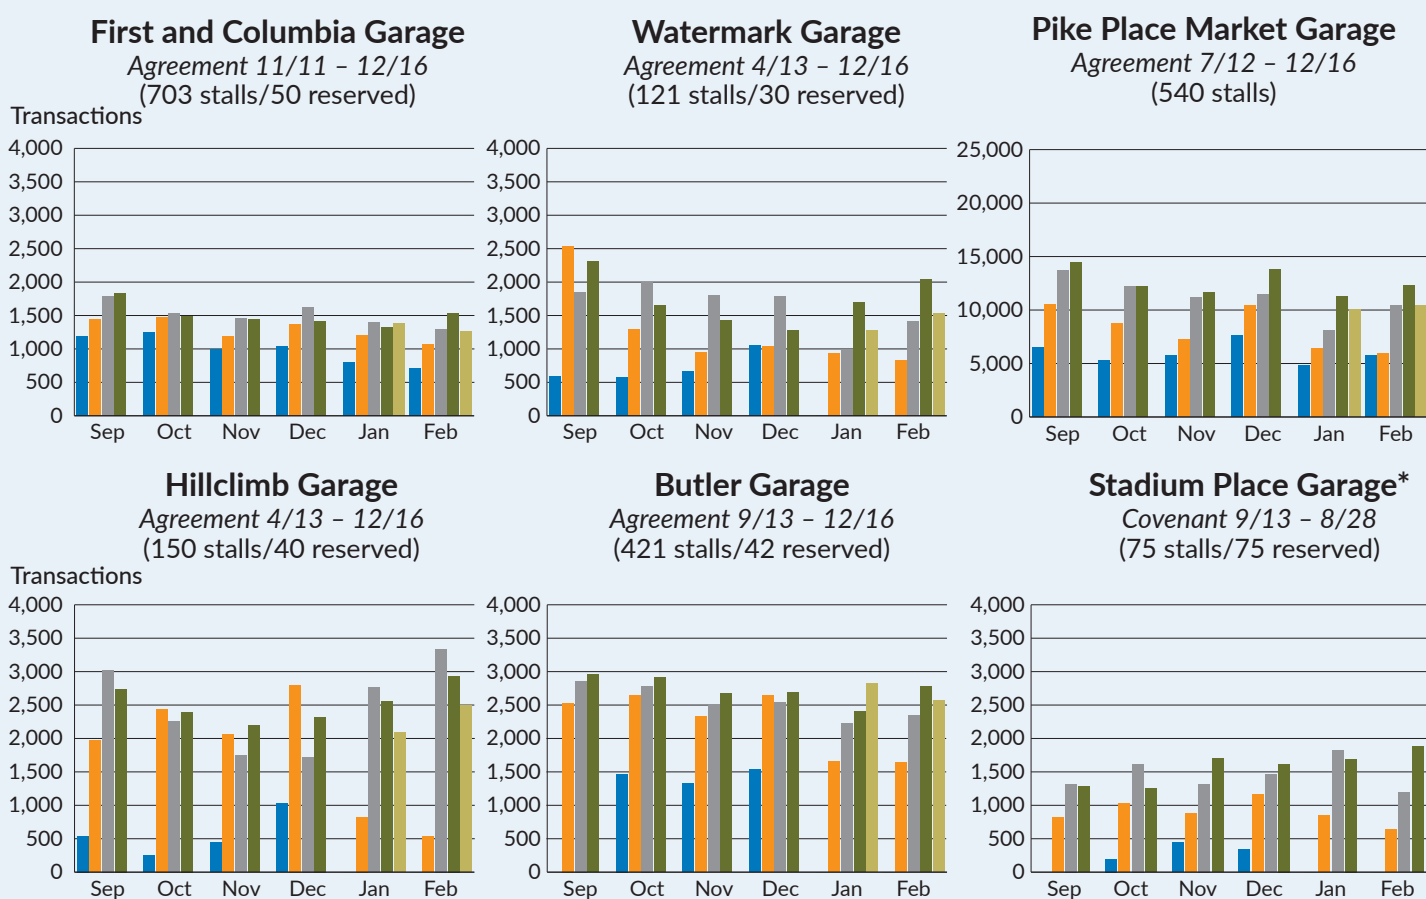 First and Columbia Garage
Agreement 11/11 – 12/16
(703 stalls/50 reserved)
Transactions
4,000
3,500
3,000
2,500
2,000
1,500
1,000
500
0
Sep Oct Nov Dec Jan Feb
Watermark Garage
Agreement 4/13 – 12/16
(121 stalls/30 reserved)
4,000
3,500
3,000
2,500
2,000
1,500
1,000
500
0
Sep Oct Nov Dec Jan Feb
Pike Place Market Garage
Agreement 7/12 – 12/16
(540 stalls)
25,000
20,000
15,000
10,000
5,000
0
Sep Oct Nov Dec Jan Feb
Hillclimb Garage
Agreement 4/13 – 12/16
(150 stalls/40 reserved)
Transactions
4,000
3,500
3,000
2,500
2,000
1,500
1,000
500
0
Sep Oct Nov Dec Jan Feb
Butler Garage
Agreement 9/13 – 12/16
(421 stalls/42 reserved)
4,000
3,500
3,000
2,500
2,000
1,500
1,000
500
0
Sep Oct Nov Dec Jan Feb
Stadium Place Garage*
Covenant 9/13 – 8/28
(75 stalls/75 reserved)
4,000
3,500
3,000
2,500
2,000
1,500
1,000
500
0
Sep Oct Nov Dec Jan Feb